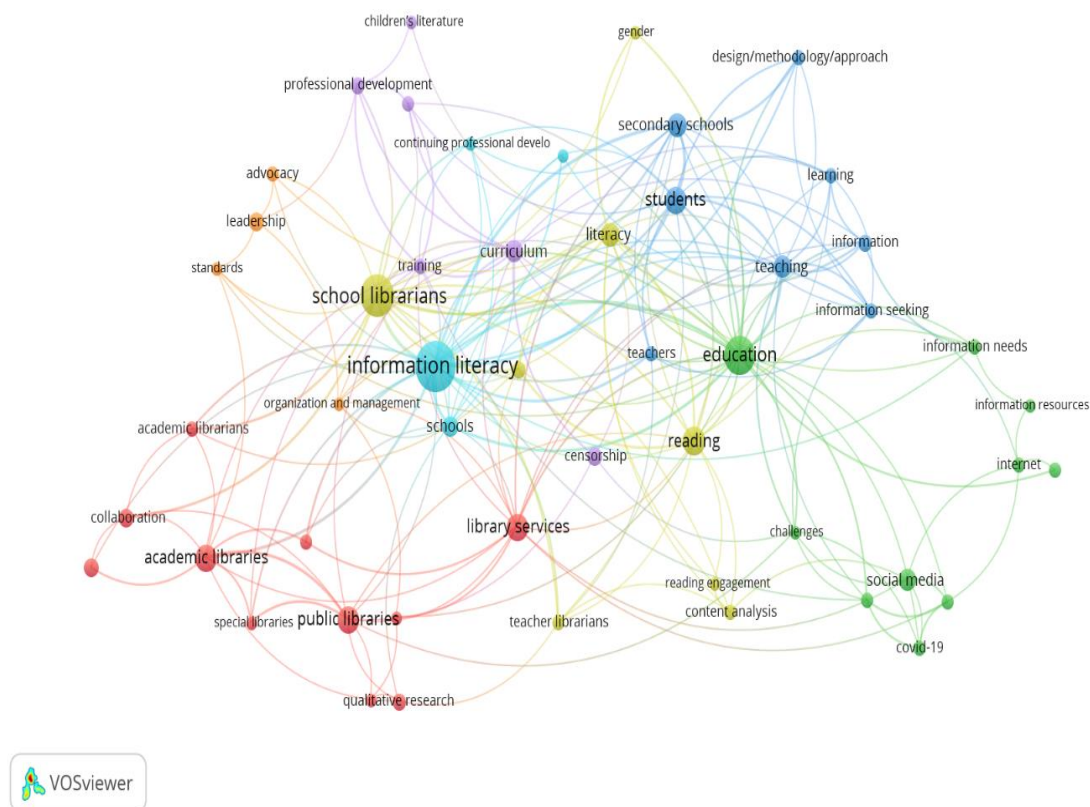 children's literature
gender
professional development
design/methodology/approach
secondary schools
continuing professional develo
advocacy
learning
students
leadership
literacy
information
curriculum
standards
training
teaching
school librarians
information seeking
information needs
teachers
education
information literacy
organization and management
information resources
academic librarians
schools
reading
censorship
internet
collaboration
library services
challenges
academic libraries
social media
reading engagement
content analysis
special libraries
public libraries
teacher librarians
covid-19
qualitative research
VOSviewer